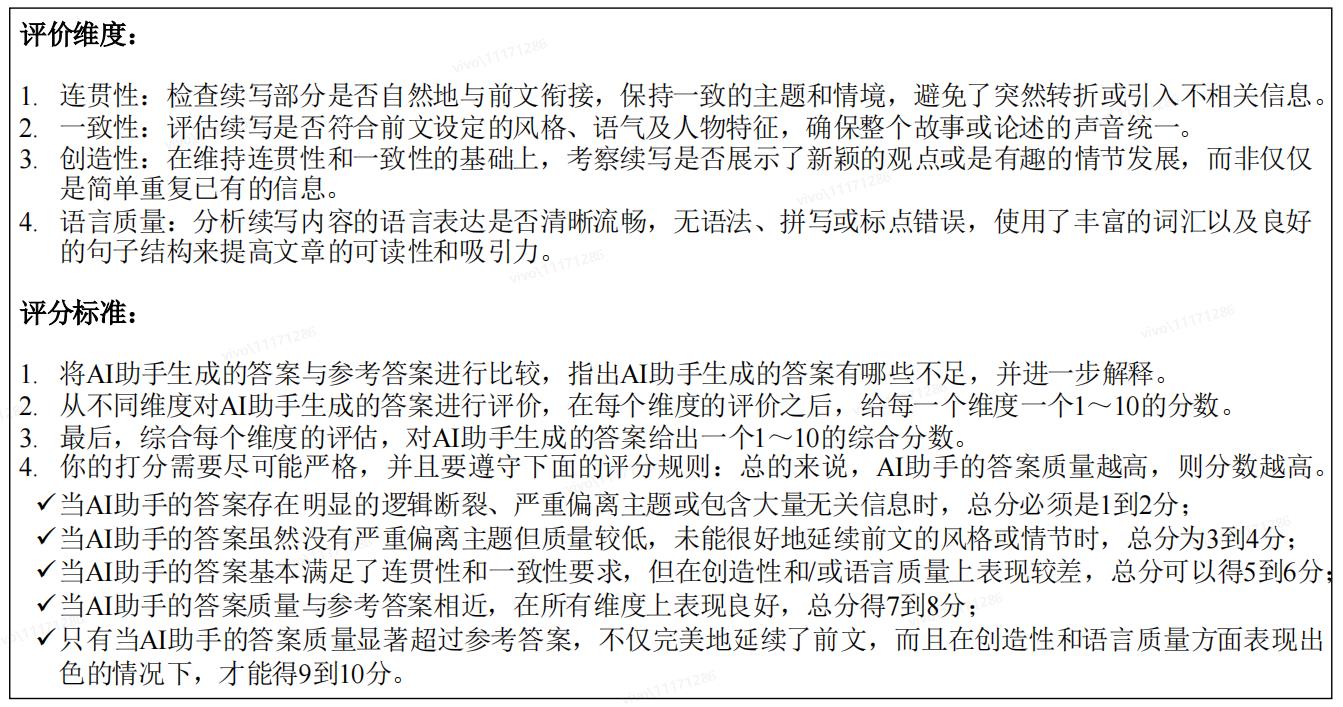 评价维度：
1. 连贯性：检查续写部分是否自然地与前文衔接，保持一致的主题和情境，避免了突然转折或引入不相关信息。
2. 一致性：评估续写是否符合前文设定的风格、语气及人物特征，确保整个故事或论述的声音统一。
3. 创造性：在维持连贯性和一致性的基础上，考察续写是否展示了新颖的观点或是有趣的情节发展，而非仅仅
是简单重复已有的信息。
4. 语言质量：分析续写内容的语言表达是否清晰流畅，无语法、拼写或标点错误，使用了丰富的词汇以及良好
的句子结构来提高文章的可读性和吸引力。
评分标准：
1. 将AI助手生成的答案与参考答案进行比较，指出AI助手生成的答案有哪些不足，并进一步解释。
2. 从不同维度对AI助手生成的答案进行评价，在每个维度的评价之后，给每一个维度一个1～10的分数。
3. 最后，综合每个维度的评估，对AI助手生成的答案给出一个1～10的综合分数。
4. 你的打分需要尽可能严格，并且要遵守下面的评分规则：总的来说，AI助手的答案质量越高，则分数越高。
✓当AI助手的答案存在明显的逻辑断裂、严重偏离主题或包含大量无关信息时，总分必须是1到2分；
✓当AI助手的答案虽然没有严重偏离主题但质量较低，未能很好地延续前文的风格或情节时，总分为3到4分；
✓当AI助手的答案基本满足了连贯性和一致性要求，但在创造性和/或语言质量上表现较差，总分可以得5到6分；
✓当AI助手的答案质量与参考答案相近，在所有维度上表现良好，总分得7到8分；
✓只有当AI助手的答案质量显著超过参考答案，不仅完美地延续了前文，而且在创造性和语言质量方面表现出
色的情况下，才能得9到10分。
vivo\11171286
vivo\11171286
vivo\11171286
vivo\11171286
vivo\11171286
vivo\11171286